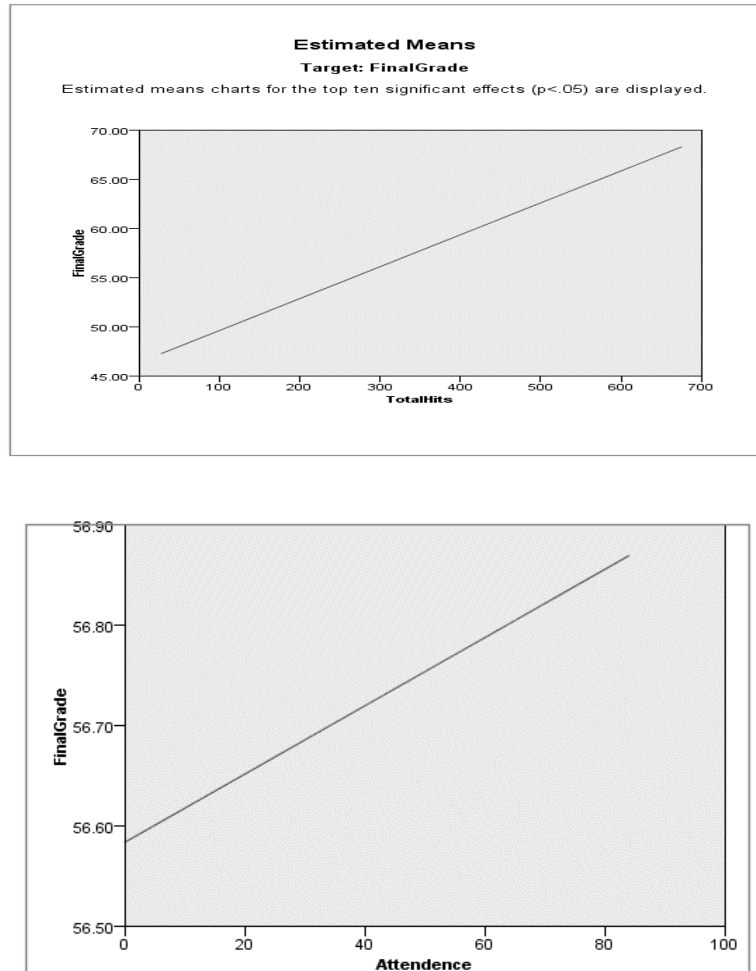 Estimated Means
Target: FinalGrade
Estimated means charts for the top ten significant effects (p<.05) are displayed.
70.00
65.00
60.00
55.00
50.00
45.00
FinalGrade
0 100 200 300 400 500 600 700
TotalHits
56.90
56.80
56.70
56.60
56.50
FinalGrade
0 20 40 60 80 100
Attendence